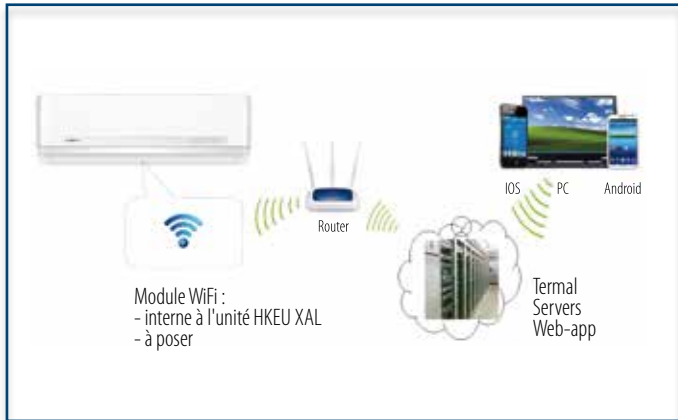 IOS PC Android
Router
Module WiFi :
- interne à l'unité HKEU XAL
- à poser
Termal
Servers
Web-app